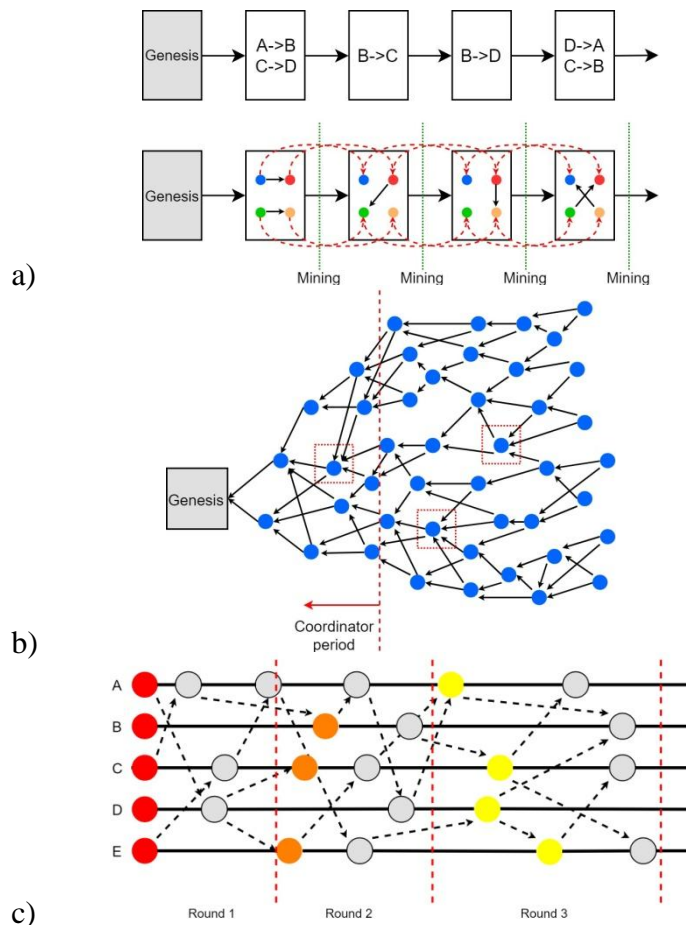 Genesis
A->B
C->D
B->C
B->D
D->A
C->B
Genesis
Mining
Mining
Mining
Mining
a)
Genesis
Coordinator
period
b)
A
B
C
D
E
Round 1
Round 2
Round 3
c)